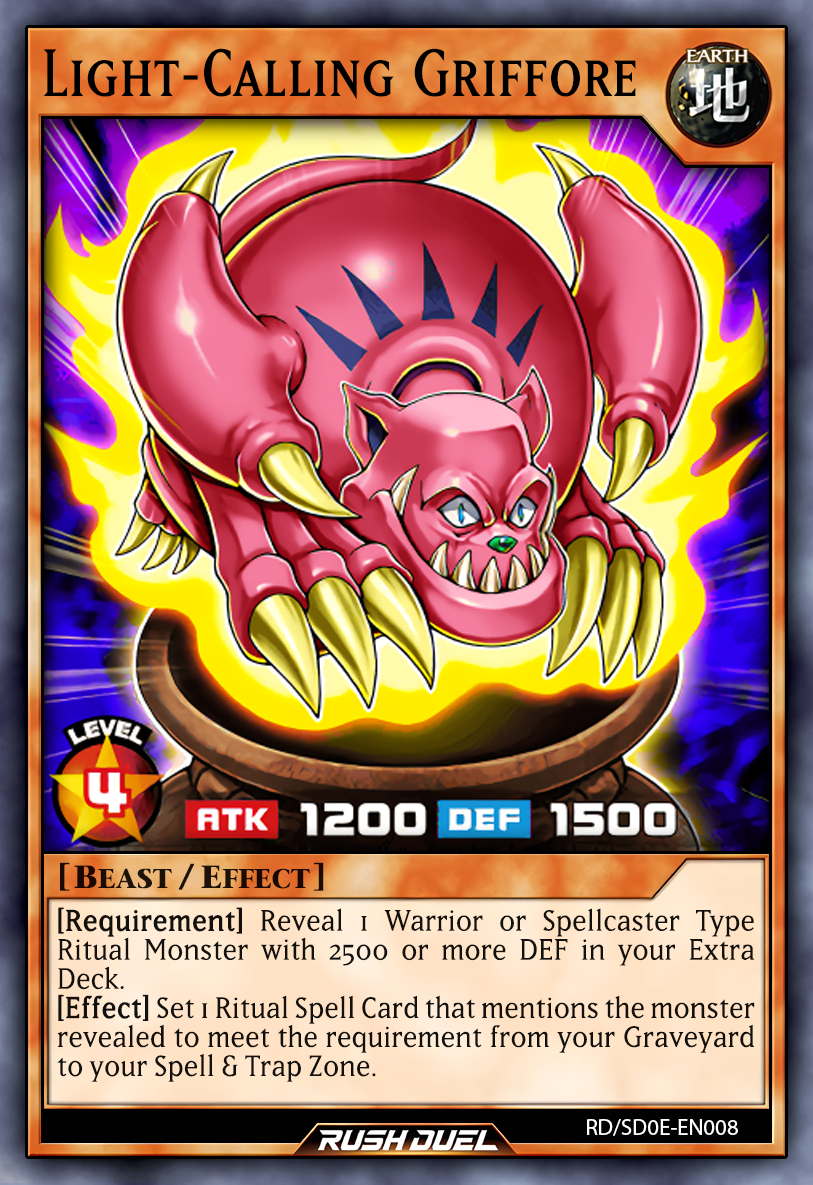 Light-Calling Griffore
EARTH
地
LEVEL
4
ATK 1200 DEF 1500
[Beast / Effect]
[Requirement] Reveal 1 Warrior or Spellcaster Type
Ritual Monster with 2500 or more DEF in your Extra
Deck.
[Effect] Set 1 Ritual Spell Card that mentions the monster
revealed to meet the requirement from your Graveyard
to your Spell & Trap Zone.
RUSH DUEL
RD/SD0E-EN008